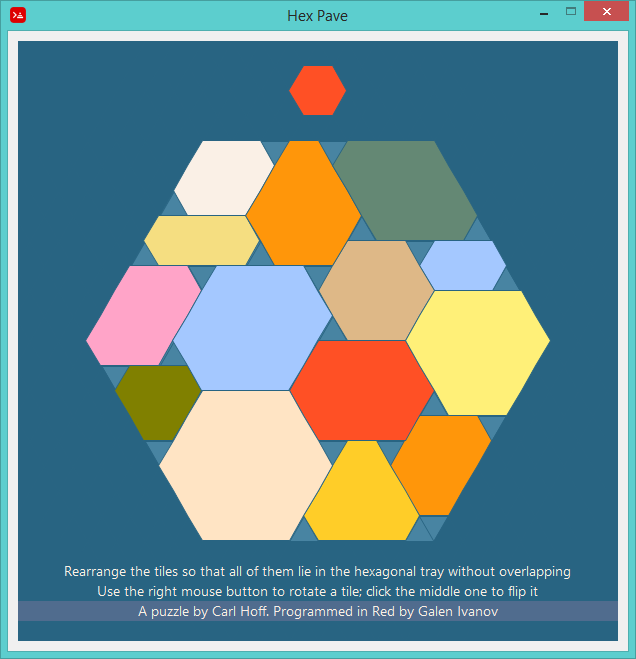 Hex Pave
Rearrange the tiles so that all of them lie in the hexagonal tray without overlapping
Use the right mouse button to rotate a tile; click the middle one to flip it
A puzzle by Carl Hoff. Programmed in Red by Galen Ivanov